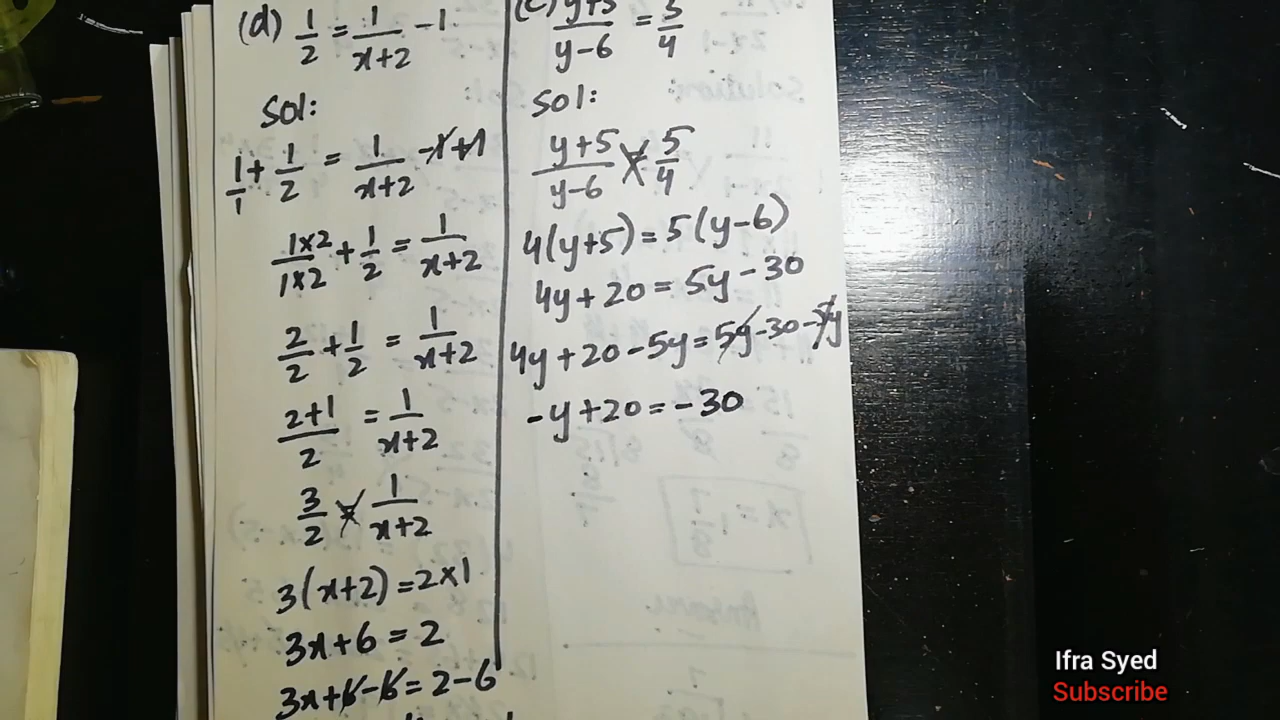 (d) 1/2 = 1/(x+2) - 1
Sol:
1/1 + 1/2 = 1/(x+2) - 1 + 1
(1×2)/(1×2) + 1/2 = 1/(x+2)
2/2 + 1/2 = 1/(x+2)
(2+1)/2 = 1/(x+2)
3/2 = 1/(x+2)
3(x+2) = 2×1
3x+6 = 2
3x+6-6 = 2-6
(y+5)/(y-6) = 5/4
Sol:
(y+5)/(y-6) = 5/4
4(y+5) = 5(y-6)
4y+20 = 5y-30
4y+20-5y = 5y-30-5y
-y+20 = -30
Ifra Syed
Subscribe